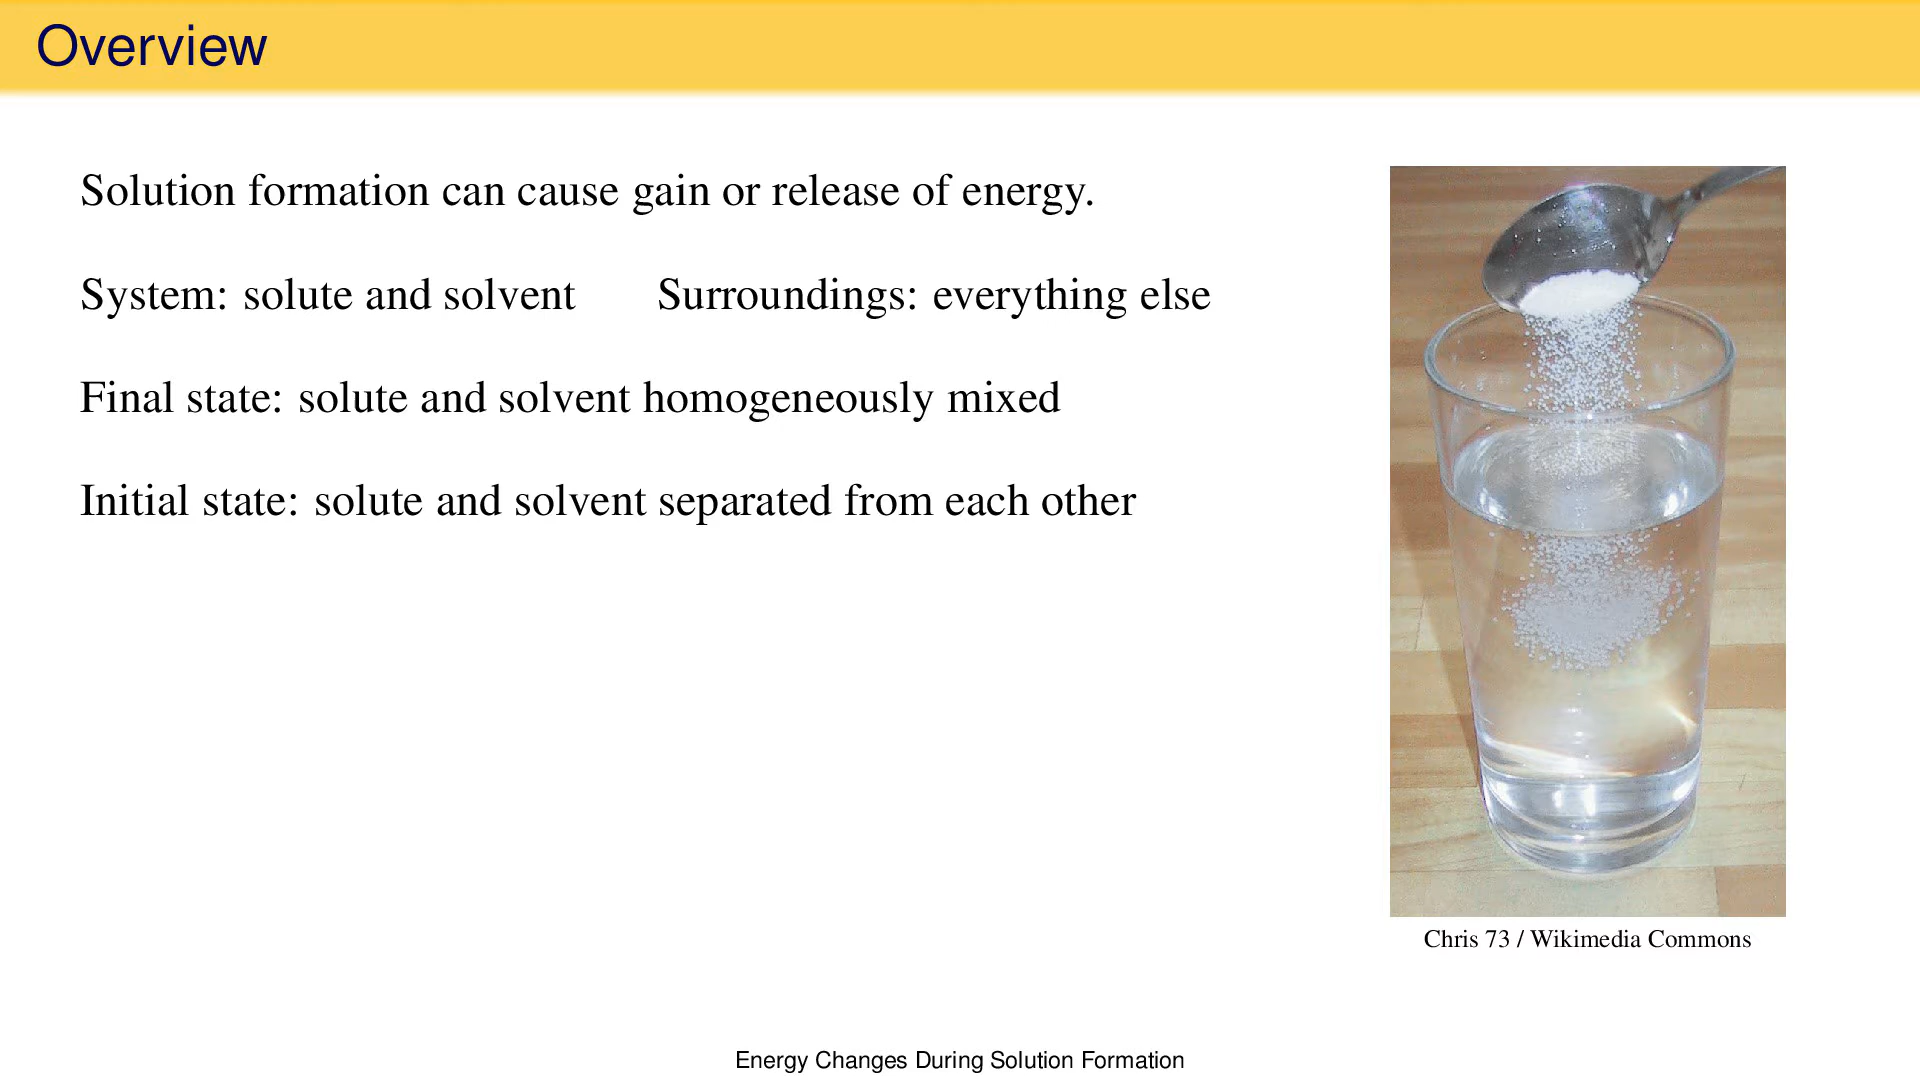 Overview
Solution formation can cause gain or release of energy.
System: solute and solvent Surroundings: everything else
Final state: solute and solvent homogeneously mixed
Initial state: solute and solvent separated from each other
Chris 73 / Wikimedia Commons
Energy Changes During Solution Formation